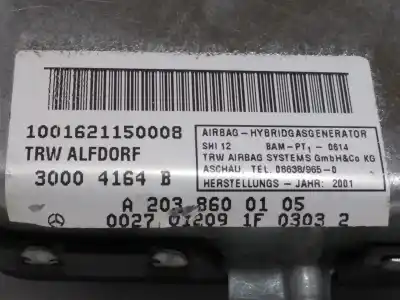 1001621150008
TRW ALFDORF
3000 4164 B
AIRBAG-HYBRIDGASGENERATOR
SHI 12 BAM-PT1-0614
TRW AIRBAG SYSTEMS GmbH&Co KG
ASCHAU, TEL. 08638/965-0
HERSTELLUNGS-JAHR: 2001
A 203 860 01 05
0027 01209 1F 0303 2